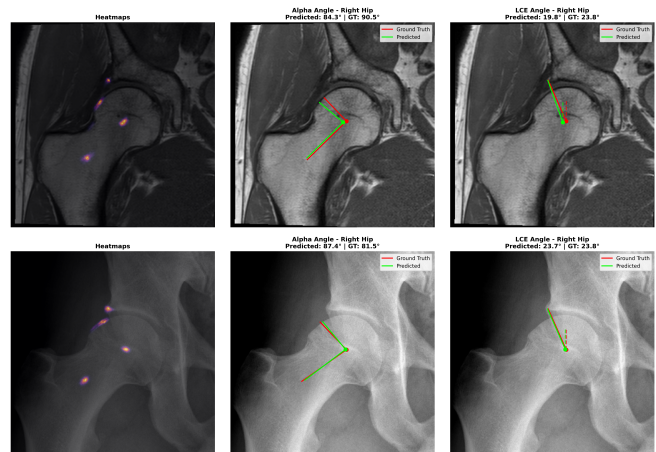 Heatmaps
Alpha Angle - Right Hip
Predicted: 84.3° | GT: 90.5°
Ground Truth
Predicted
LCE Angle - Right Hip
Predicted: 19.8° | GT: 23.8°
Ground Truth
Predicted
Heatmaps
Alpha Angle - Right Hip
Predicted: 87.4° | GT: 81.5°
Ground Truth
Predicted
LCE Angle - Right Hip
Predicted: 23.7° | GT: 23.8°
Ground Truth
Predicted